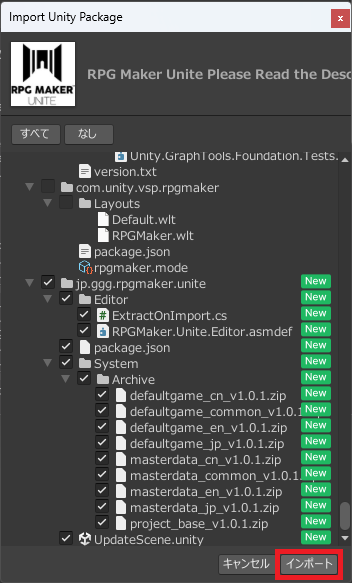 Import Unity Package
RPG MAKER
UNITE
RPG Maker Unite Please Read the Desc
すべて
なし
Unity.GraphTools.Foundation.Tests.
version.txt
com.unity.vsp.rpgmaker
Layouts
Default.wlt
RPGMaker.wlt
package.json
rpgmaker.mode
jp.ggg.rpgmaker.unite New
Editor New
ExtractOnImport.cs New
RPGMaker.Unite.Editor.asmdef New
package.json New
System New
Archive New
defaultgame_cn_v1.0.1.zip New
defaultgame_common_v1.0.1.z New
defaultgame_en_v1.0.1.zip New
defaultgame_jp_v1.0.1.zip New
masterdata_cn_v1.0.1.zip New
masterdata_common_v1.0.1.zi New
masterdata_en_v1.0.1.zip New
masterdata_jp_v1.0.1.zip New
project_base_v1.0.1.zip New
UpdateScene.unity New
キャンセル
インポート